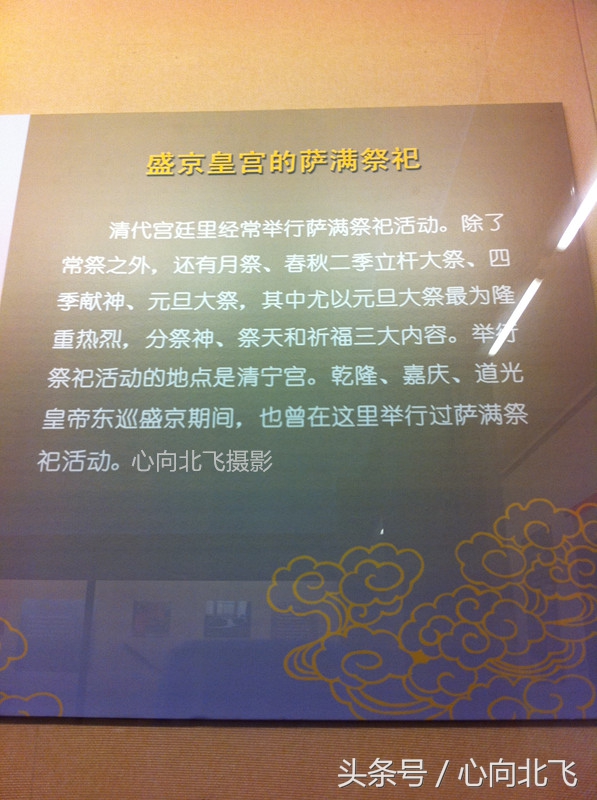 盛京皇宫的萨满祭祀
清代宫廷里经常举行萨满祭祀活动。除了
常祭之外，还有月祭、春秋二季立杆大祭、四
季献神、元旦大祭，其中尤以元旦大祭最为隆
重热烈，分祭神、祭天和祈福三大内容。举行
祭祀活动的地点是清宁宫。乾隆、嘉庆、道光
皇帝东巡盛京期间，也曾在这里举行过萨满祭
祀活动。心向北飞摄影
头条号 / 心向北飞